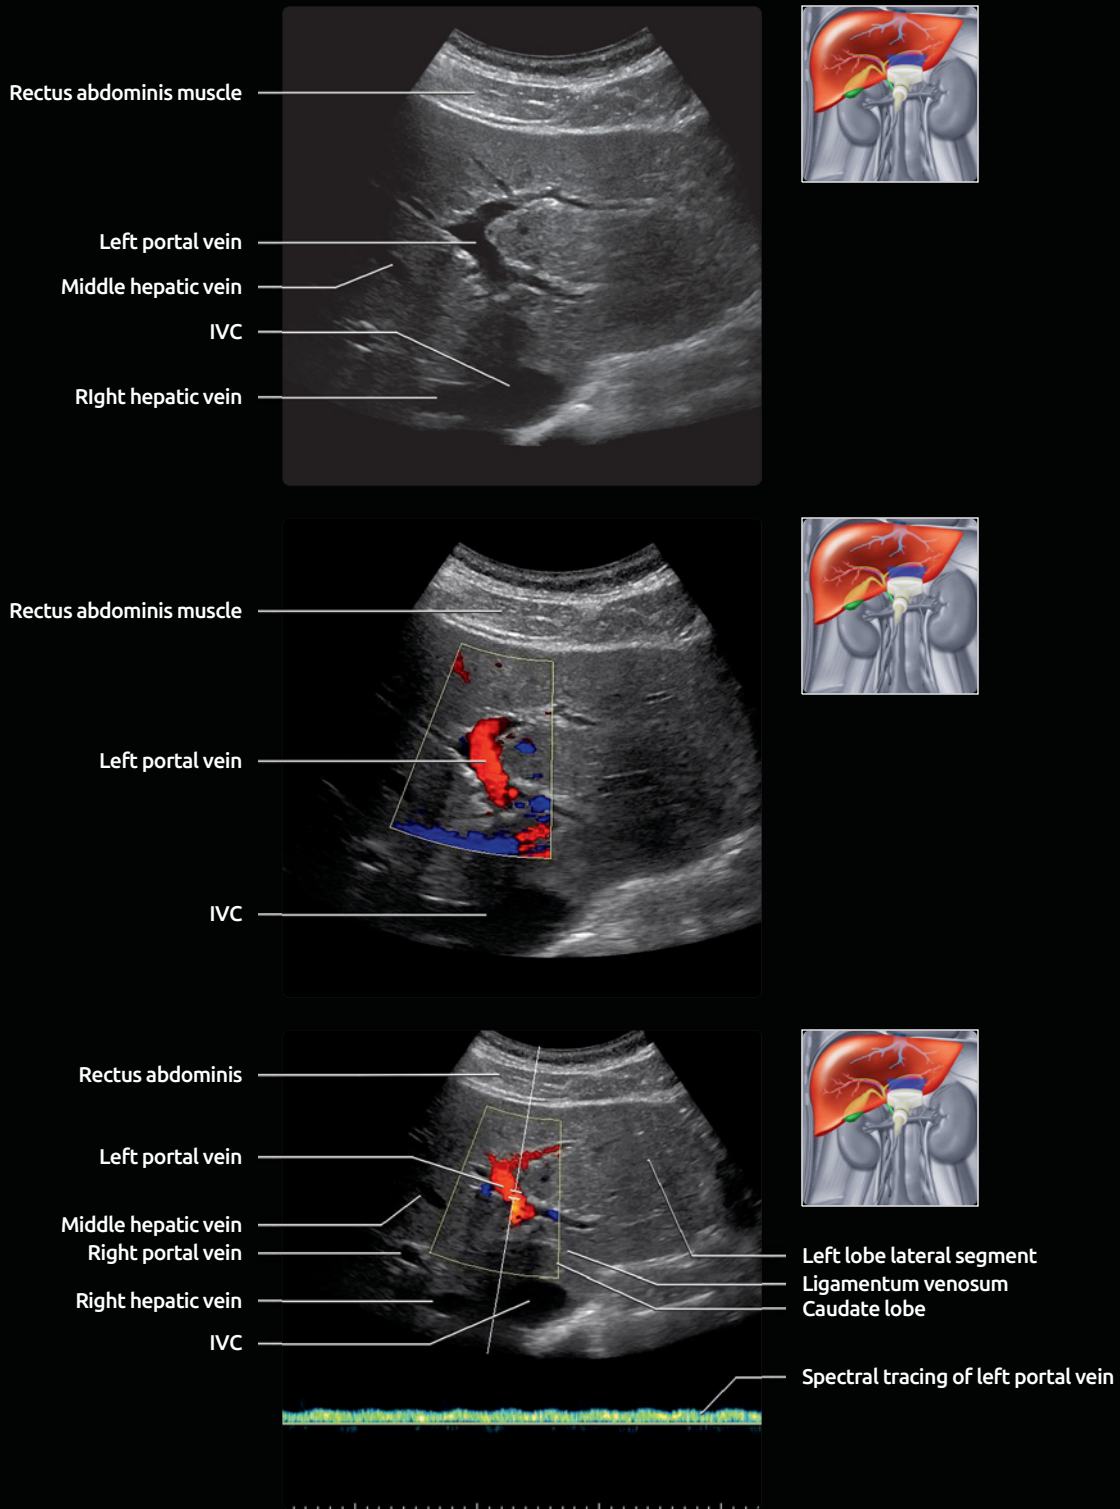 Rectus abdominis muscle
Left portal vein
Middle hepatic vein
IVC
RIght hepatic vein
Rectus abdominis muscle
Left portal vein
IVC
Rectus abdominis
Left portal vein
Middle hepatic vein
Right portal vein
Right hepatic vein
IVC
Left lobe lateral segment
Ligamentum venosum
Caudate lobe
Spectral tracing of left portal vein